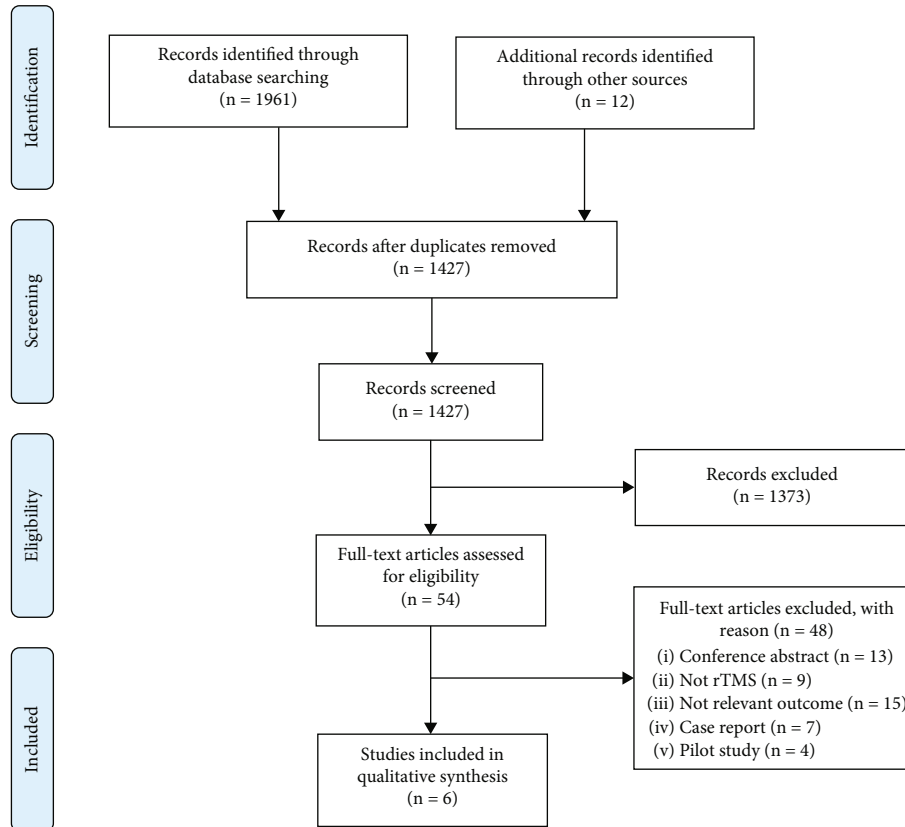 Identification
Records identified through
database searching
(n = 1961)
Additional records identified
through other sources
(n = 12)
Screening
Records after duplicates removed
(n = 1427)
Records screened
(n = 1427)
Eligibility
Records excluded
(n = 1373)
Full-text articles assessed
for eligibility
(n = 54)
Full-text articles excluded, with
reason (n = 48)
(i) Conference abstract (n = 13)
(ii) Not rTMS (n = 9)
(iii) Not relevant outcome (n = 15)
(iv) Case report (n = 7)
(v) Pilot study (n = 4)
Included
Studies included in
qualitative synthesis
(n = 6)